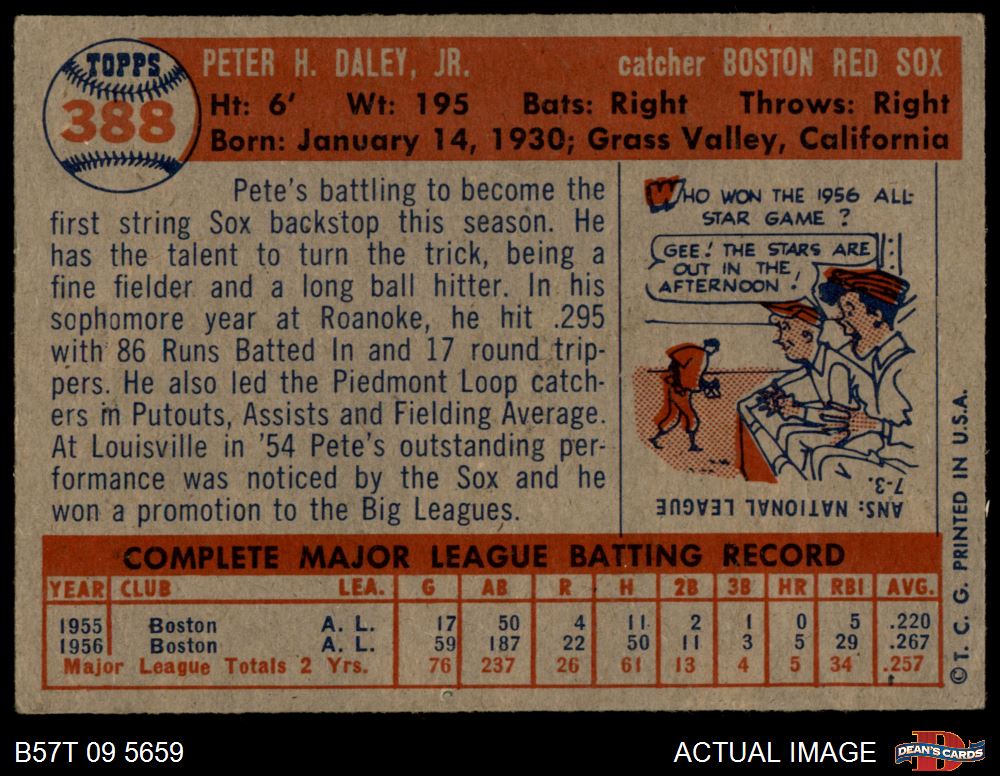 TOPPS
388
PETER H. DALEY, JR. catcher BOSTON RED SOX
Ht: 6' Wt: 195 Bats: Right Throws: Right
Born: January 14, 1930; Grass Valley, California
Pete's battling to become the
first string Sox backstop this season. He
has the talent to turn the trick, being a
fine fielder and a long ball hitter. In his
sophomore year at Roanoke, he hit .295
with 86 Runs Batted In and 17 round trip-
pers. He also led the Piedmont Loop catch-
ers in Putouts, Assists and Fielding Average.
At Louisville in '54 Pete's outstanding per-
formance was noticed by the Sox and he
won a promotion to the Big Leagues.
WHO WON THE 1956 ALL-
STAR GAME ?
GEE! THE STARS ARE
OUT IN THE
AFTERNOON!
ANS: NATIONAL LEAGUE
7-3.
© T. C. G. PRINTED IN U.S.A.
COMPLETE MAJOR LEAGUE BATTING RECORD
YEAR CLUB LEA. G AB R H 2B 3B HR RBI AVG.
1955 Boston A. L. 17 50 4 11 2 1 0 5 .220
1956 Boston A. L. 59 187 22 50 11 3 5 29 .267
Major League Totals 2 Yrs. 76 237 26 61 13 4 5 34 .257
B57T 09 5659 ACTUAL IMAGE DEAN'S CARDS